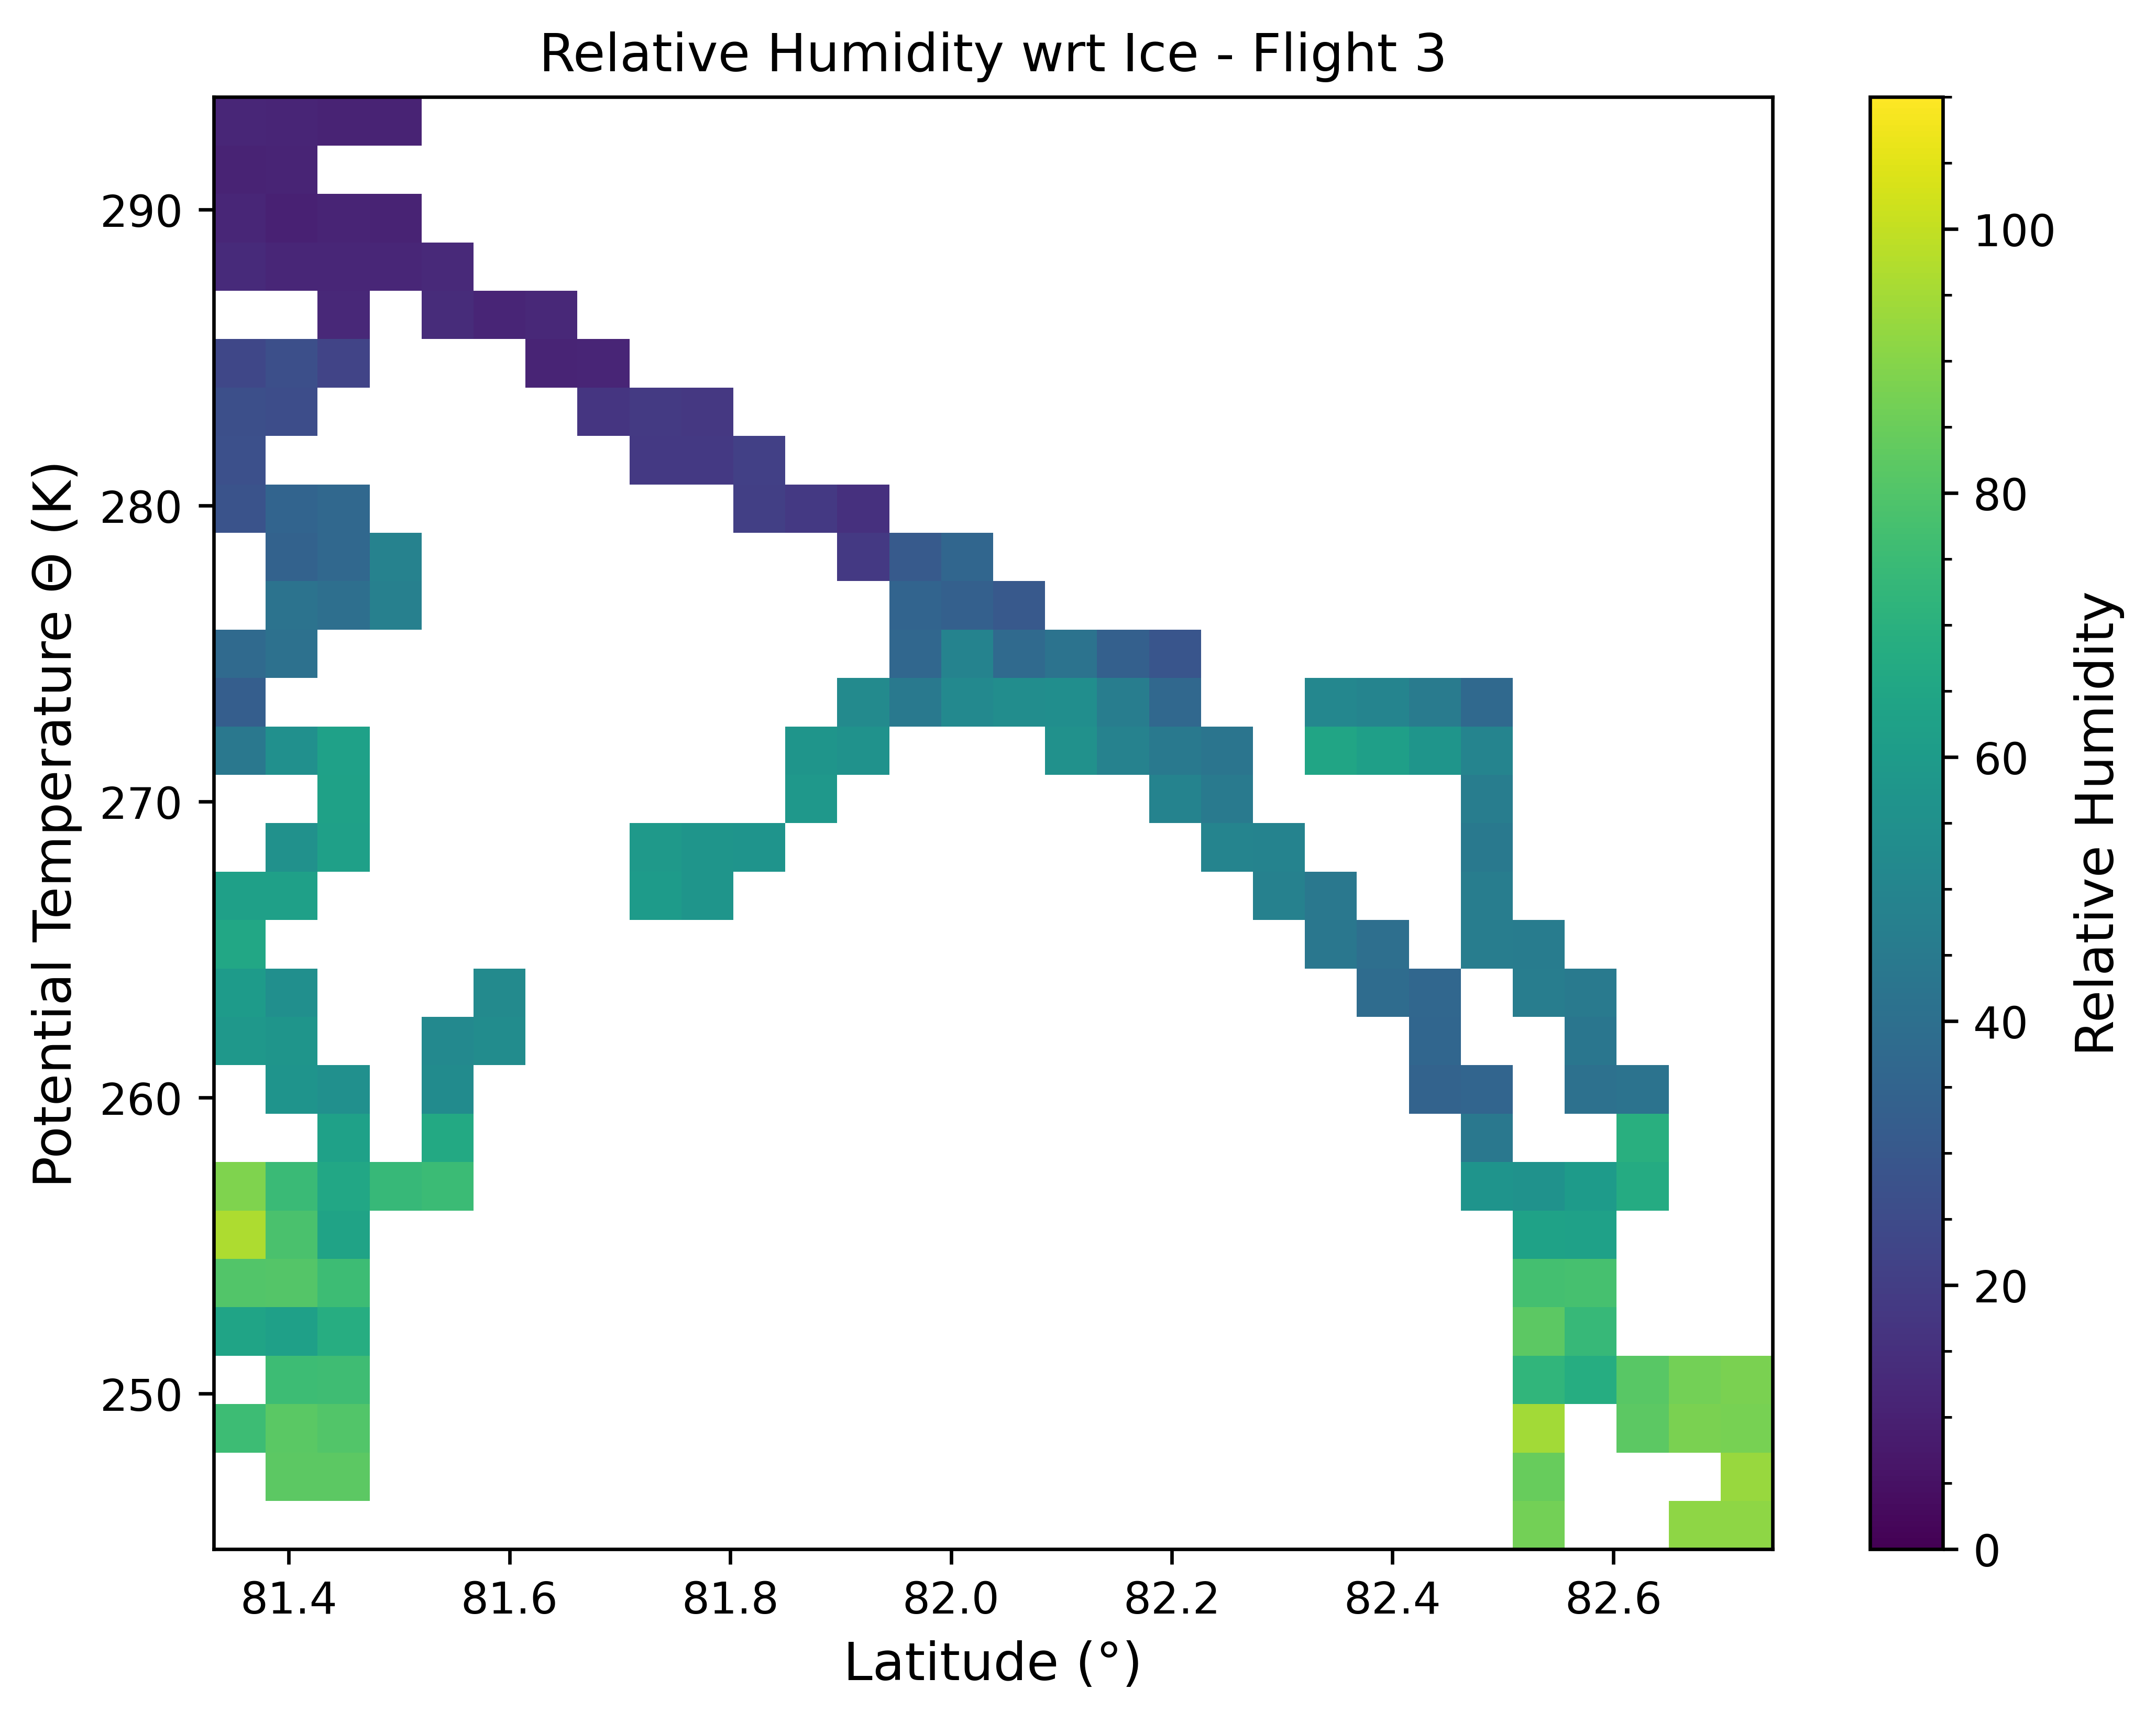 Relative Humidity wrt Ice - Flight 3
Potential Temperature Θ (K)
290
280
270
260
250
81.4 81.6 81.8 82.0 82.2 82.4 82.6
Latitude (°)
100
80
60
40
20
0
Relative Humidity